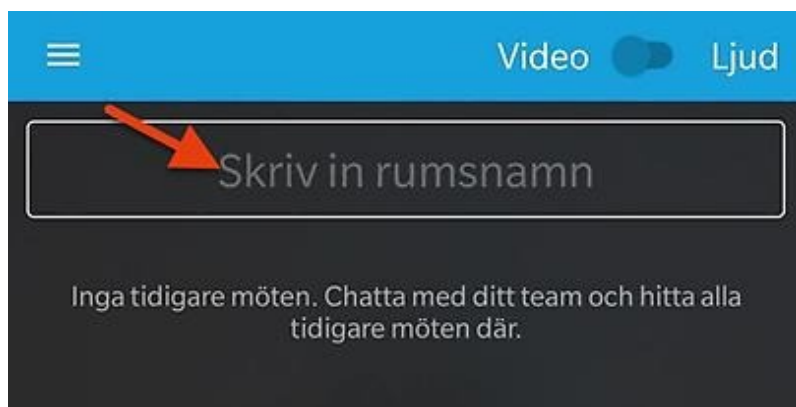 Video Ljud
Skriv in rumsnamn
Inga tidigare möten. Chatta med ditt team och hitta alla
tidigare möten där.